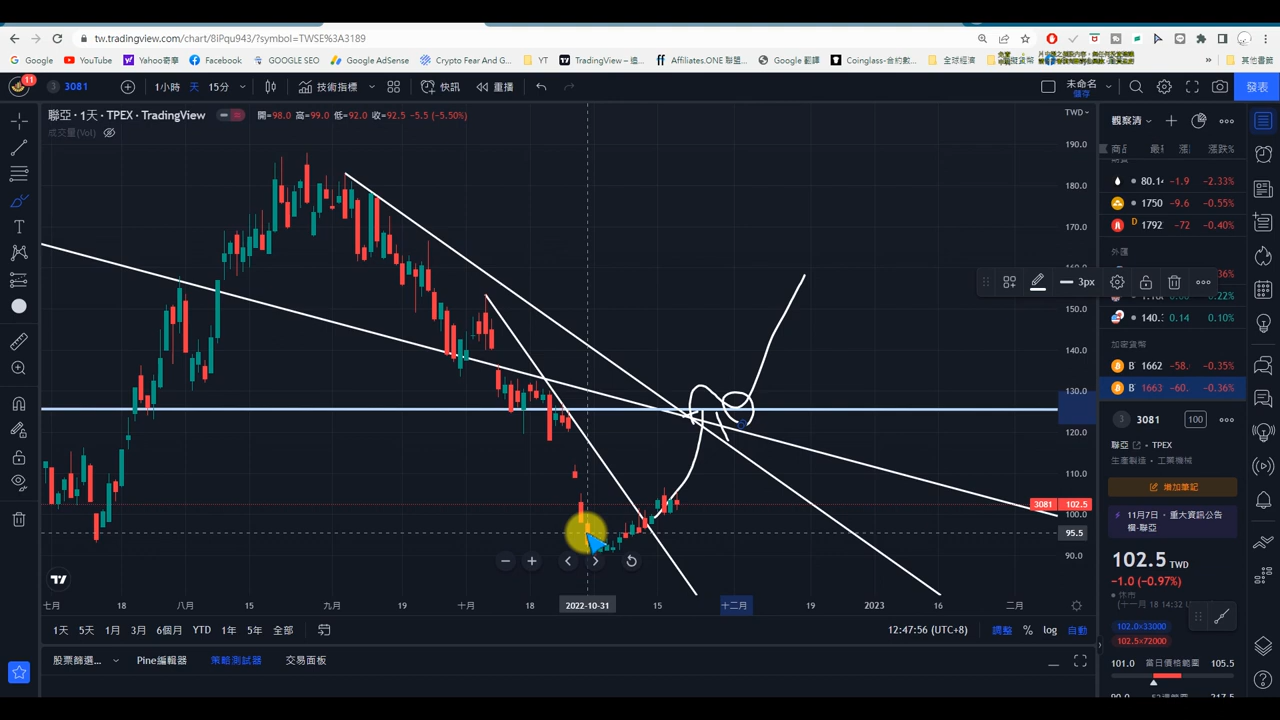 tw.tradingview.com/chart/8iPqu943/?symbol=TWSE%3A3189
Google YouTube Yahoo奇摩 Facebook GOOGLESEO Google AdSense Crypto Fear And G... YT TradingView – 追... Affiliates.ONE 聯盟... Google 翻譯 Coinglass-合約數... 全球經濟 » 其他書籤
11 3 3081 1小時 天 15分 技術指標 快訊 重播 未命名 儲存 發表
聯亞 · 1天 · TPEX · TradingView 開=98.0 高=99.0 低=92.0 收=92.5 -5.5 (-5.50%)
成交量(Vol)
TWD
190.0
180.0
170.0
150.0
140.0
130.0
120.0
110.0
3081 102.5
100.0
95.5
90.0
3px
七月 18 八月 15 九月 19 十月 18 2022-10-31 15 十二月 19 2023 16 二月
1天 5天 1月 3月 6個月 YTD 1年 5年 全部
12:47:56 (UTC+8) 調整 % log 自動
股票篩選... Pine編輯器 策略測試器 交易面板
觀察清
漲跌%
80.14 -1.9 -2.33%
1750 -9.6 -0.55%
D 1792 -72 -0.40%
外匯
0.22%
140. 0.14 0.10%
加密貨幣
B 1662 -58. -0.35%
B 1663 -60. -0.36%
3 3081 100
聯亞 TPEX
生產製造 • 工業機械
增加筆記
11月7日 • 重大資訊公告
欄-聯亞
102.5 TWD
-1.0 (-0.97%)
休市
102.0×33000
102.5×72000
101.0 當日價格範圍 105.5